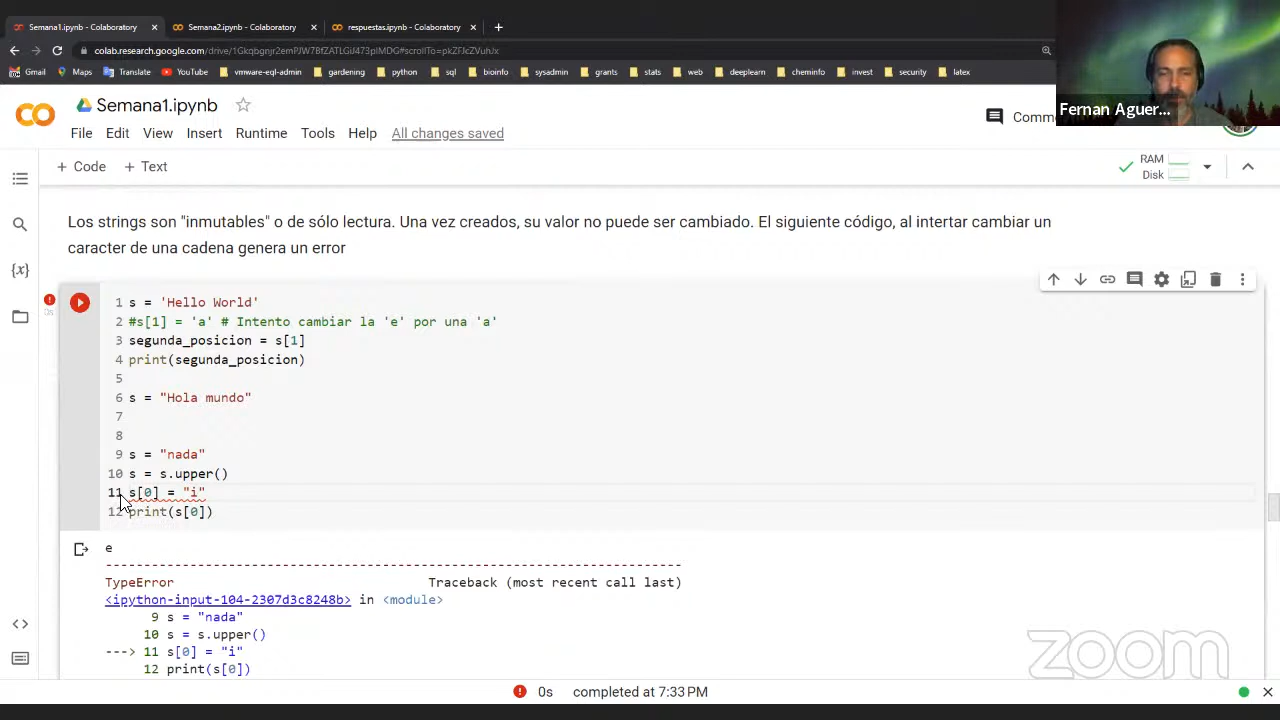 Semana1.ipynb - Colaboratory
Semana2.ipynb - Colaboratory
respuestas.ipynb - Colaboratory
Gmail
Maps
Translate
YouTube
vmware-eql-admin
gardening
python
sql
bioinfo
sysadmin
grants
stats
web
deeplearn
cheminfo
invest
security
latex
Fernan Aguer...
Semana1.ipynb
File Edit View Insert Runtime Tools Help All changes saved
+ Code + Text
RAM
Disk
Los strings son "inmutables" o de sólo lectura. Una vez creados, su valor no puede ser cambiado. El siguiente código, al intertar cambiar un
caracter de una cadena genera un error
1 s = 'Hello World'
2 #s[1] = 'a' # Intento cambiar la 'e' por una 'a'
3 segunda_posicion = s[1]
4 print(segunda_posicion)
5
6 s = "Hola mundo"
7
8
9 s = "nada"
10 s = s.upper()
11 s[0] = "i"
12 print(s[0])
0s
e
---------------------------------------------------------------------------
TypeError Traceback (most recent call last)
<ipython-input-104-2307d3c8248b> in <module>
9 s = "nada"
10 s = s.upper()
---> 11 s[0] = "i"
12 print(s[0])
zoom
0s completed at 7:33 PM